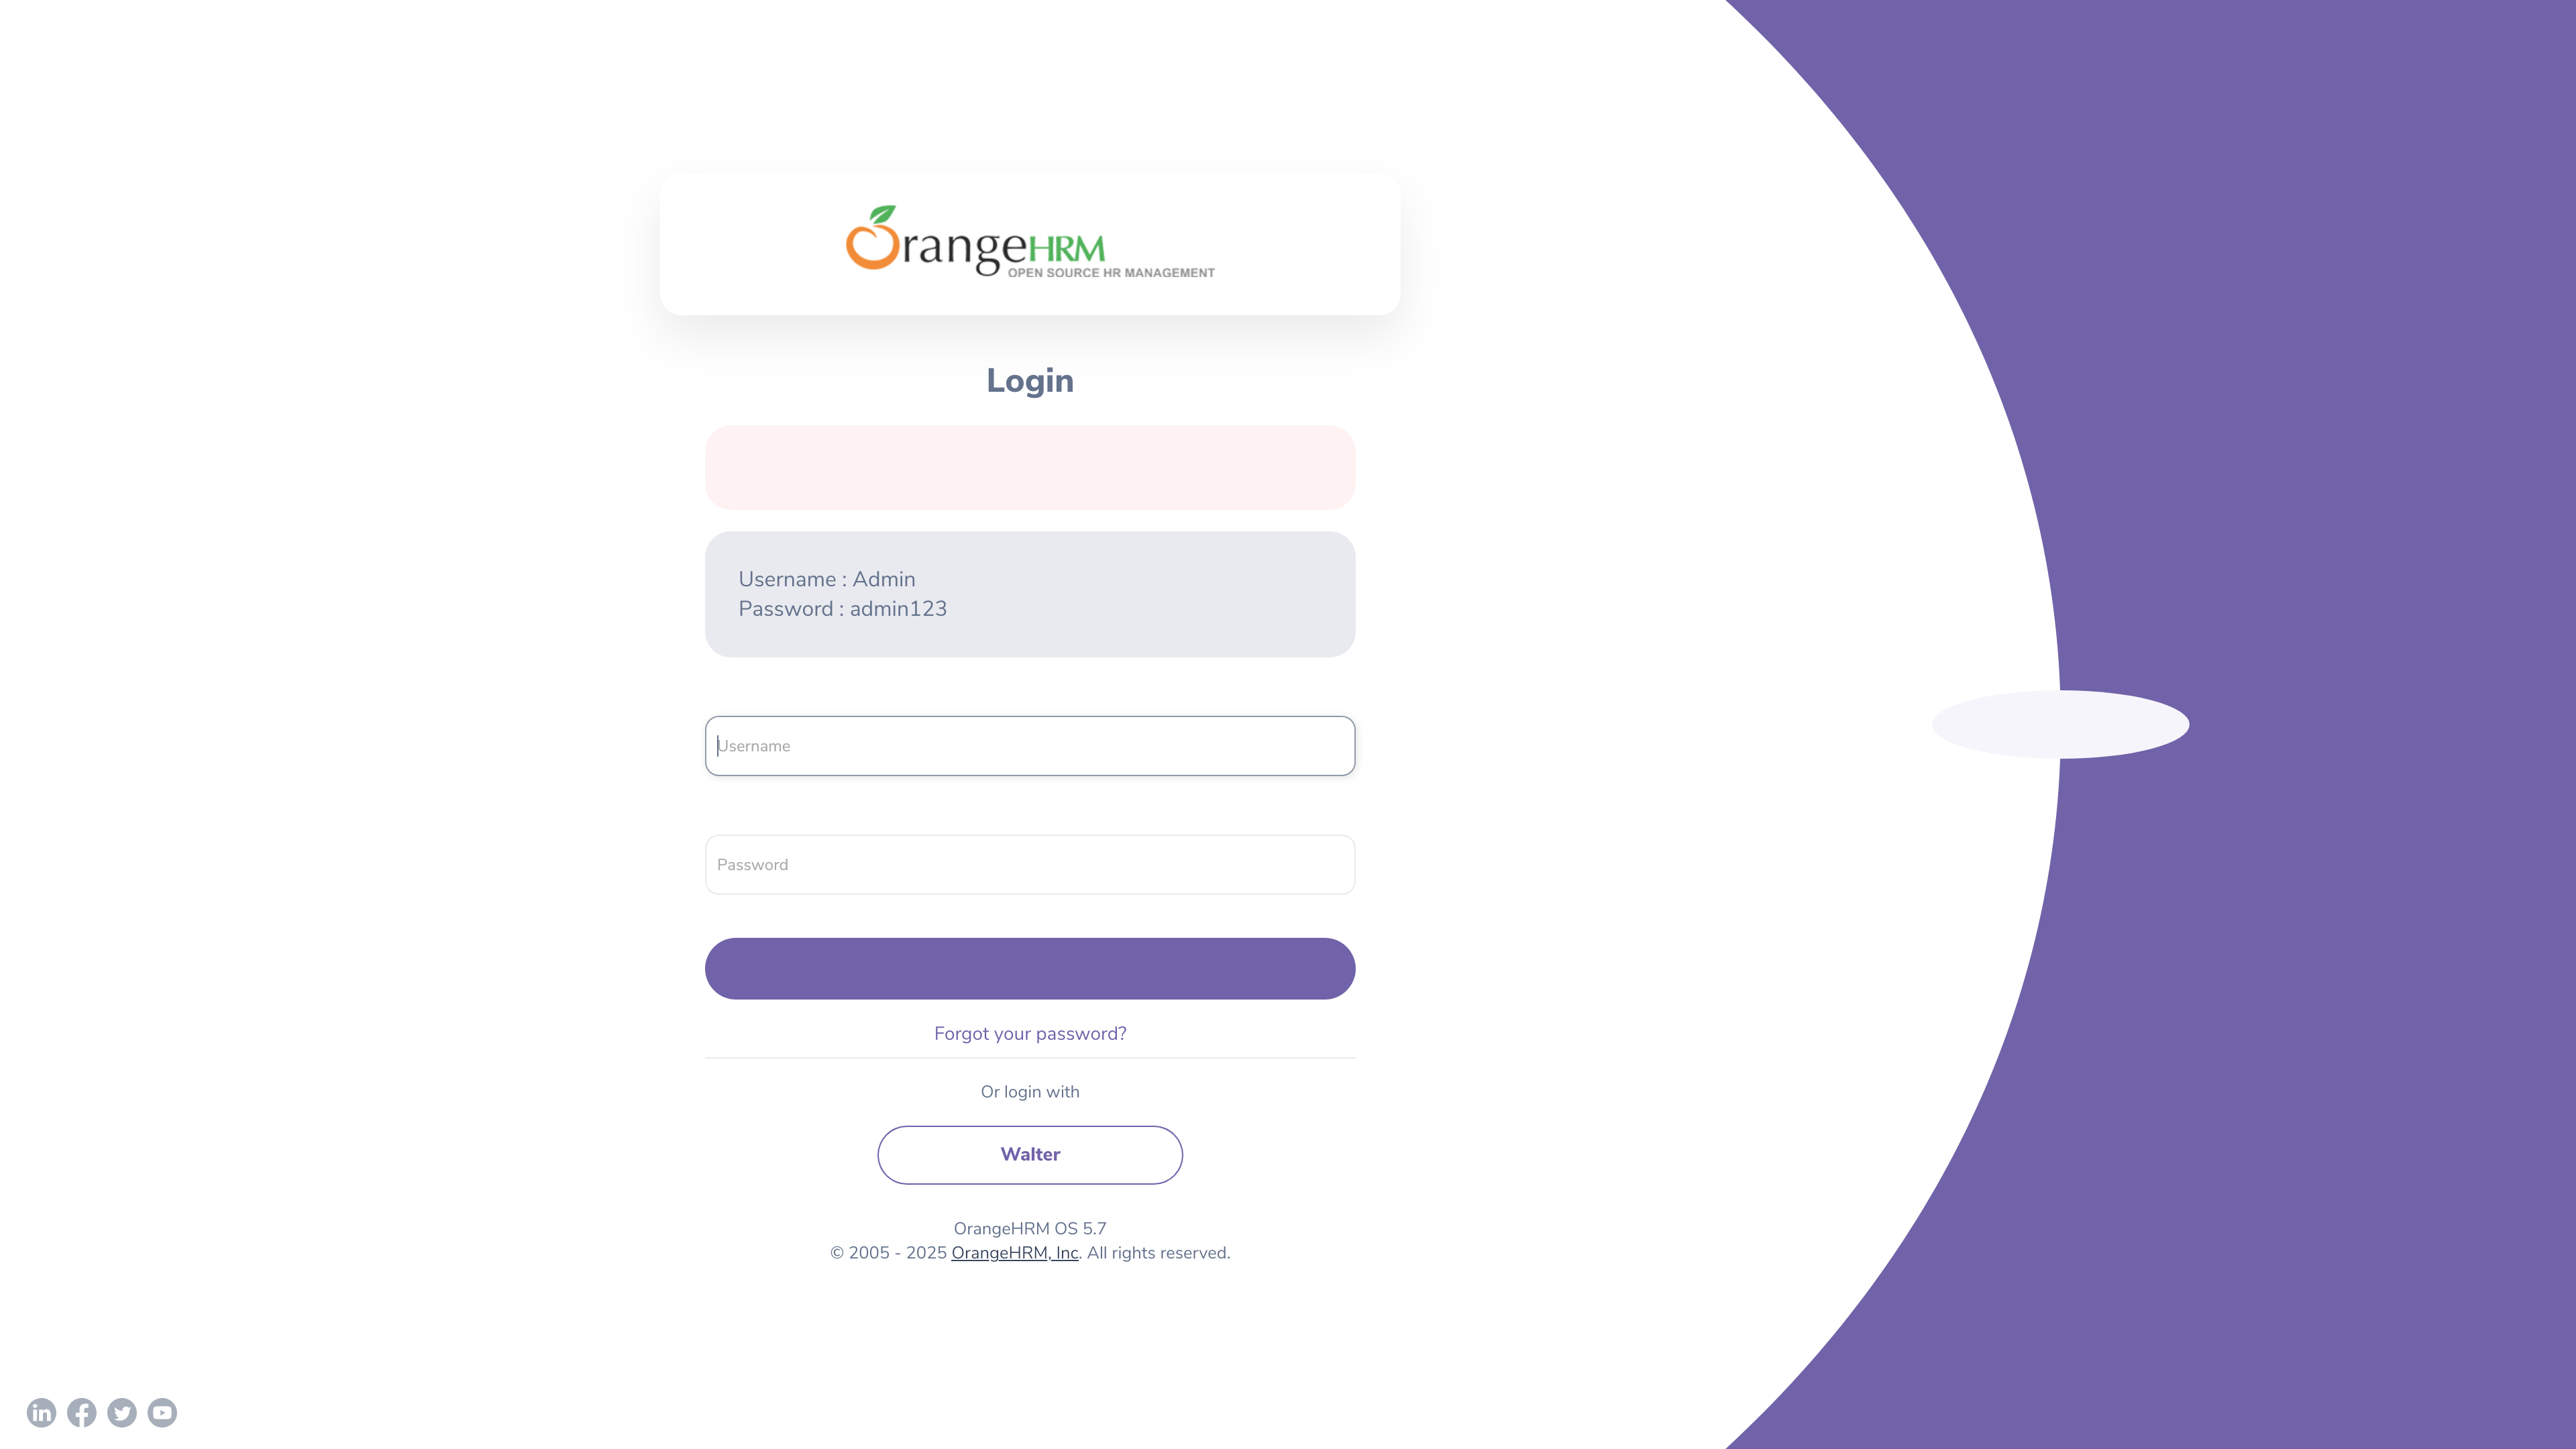 OrangeHRM
OPEN SOURCE HR MANAGEMENT
Login
Username : Admin
Password : admin123
Username
Password
Forgot your password?
Or login with
Walter
OrangeHRM OS 5.7
© 2005 - 2025 OrangeHRM, Inc. All rights reserved.